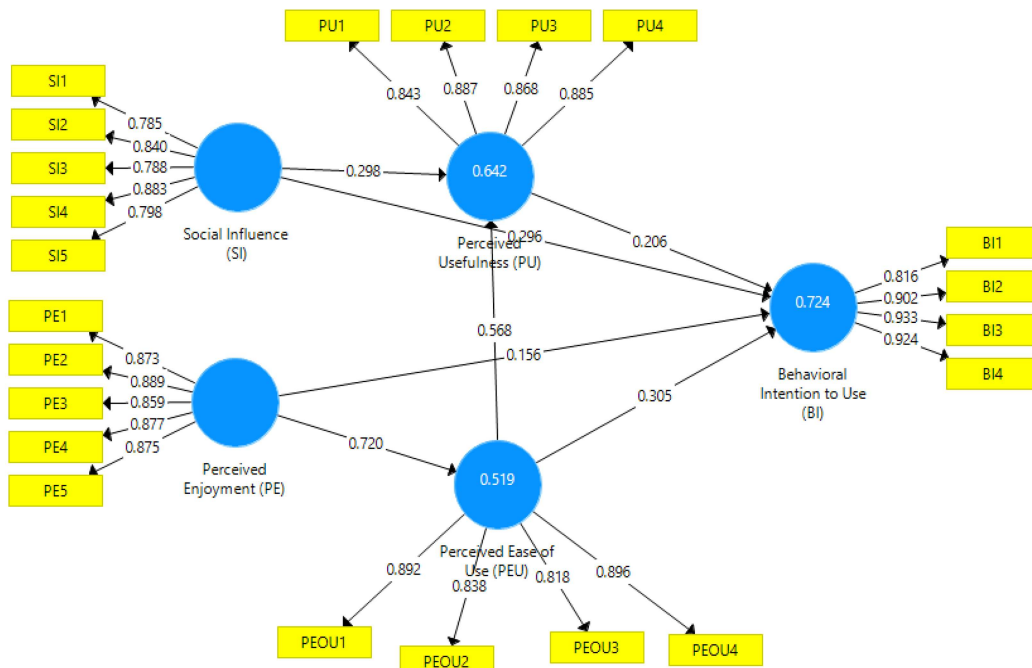 PU1
PU2
PU3
PU4
0.843
0.887
0.868
0.885
SI1
SI2
SI3
SI4
SI5
0.785
0.840
0.788
0.883
0.798
Social Influence
(SI)
0.298
0.642
Perceived
Usefulness (PU)
0.296
0.206
0.568
0.156
0.305
0.724
Behavioral
Intention to Use
(BI)
0.816
0.902
0.933
0.924
BI1
BI2
BI3
BI4
PE1
PE2
PE3
PE4
PE5
0.873
0.889
0.859
0.877
0.875
Perceived
Enjoyment (PE)
0.720
0.519
Perceived Ease of
Use (PEU)
0.892
0.838
0.818
0.896
PEOU1
PEOU2
PEOU3
PEOU4